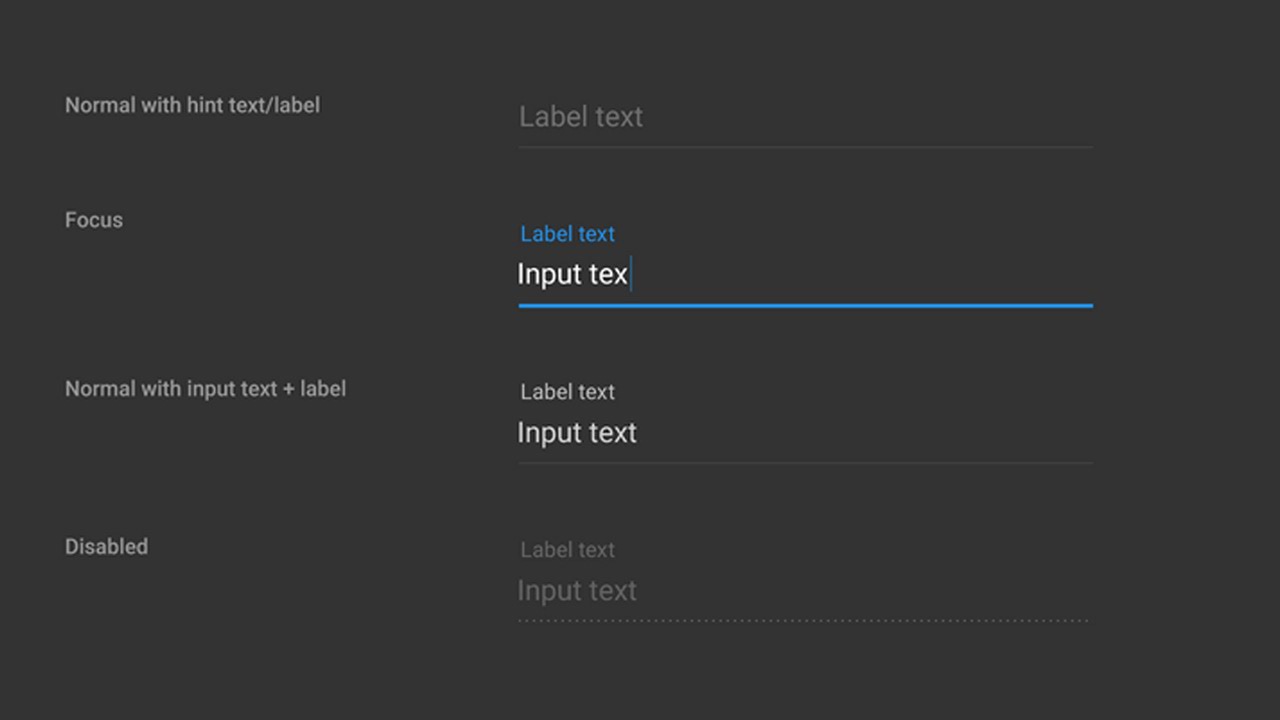 Normal with hint text/label
Label text
Focus
Label text
Input tex
Normal with input text + label
Label text
Input text
Disabled
Label text
Input text